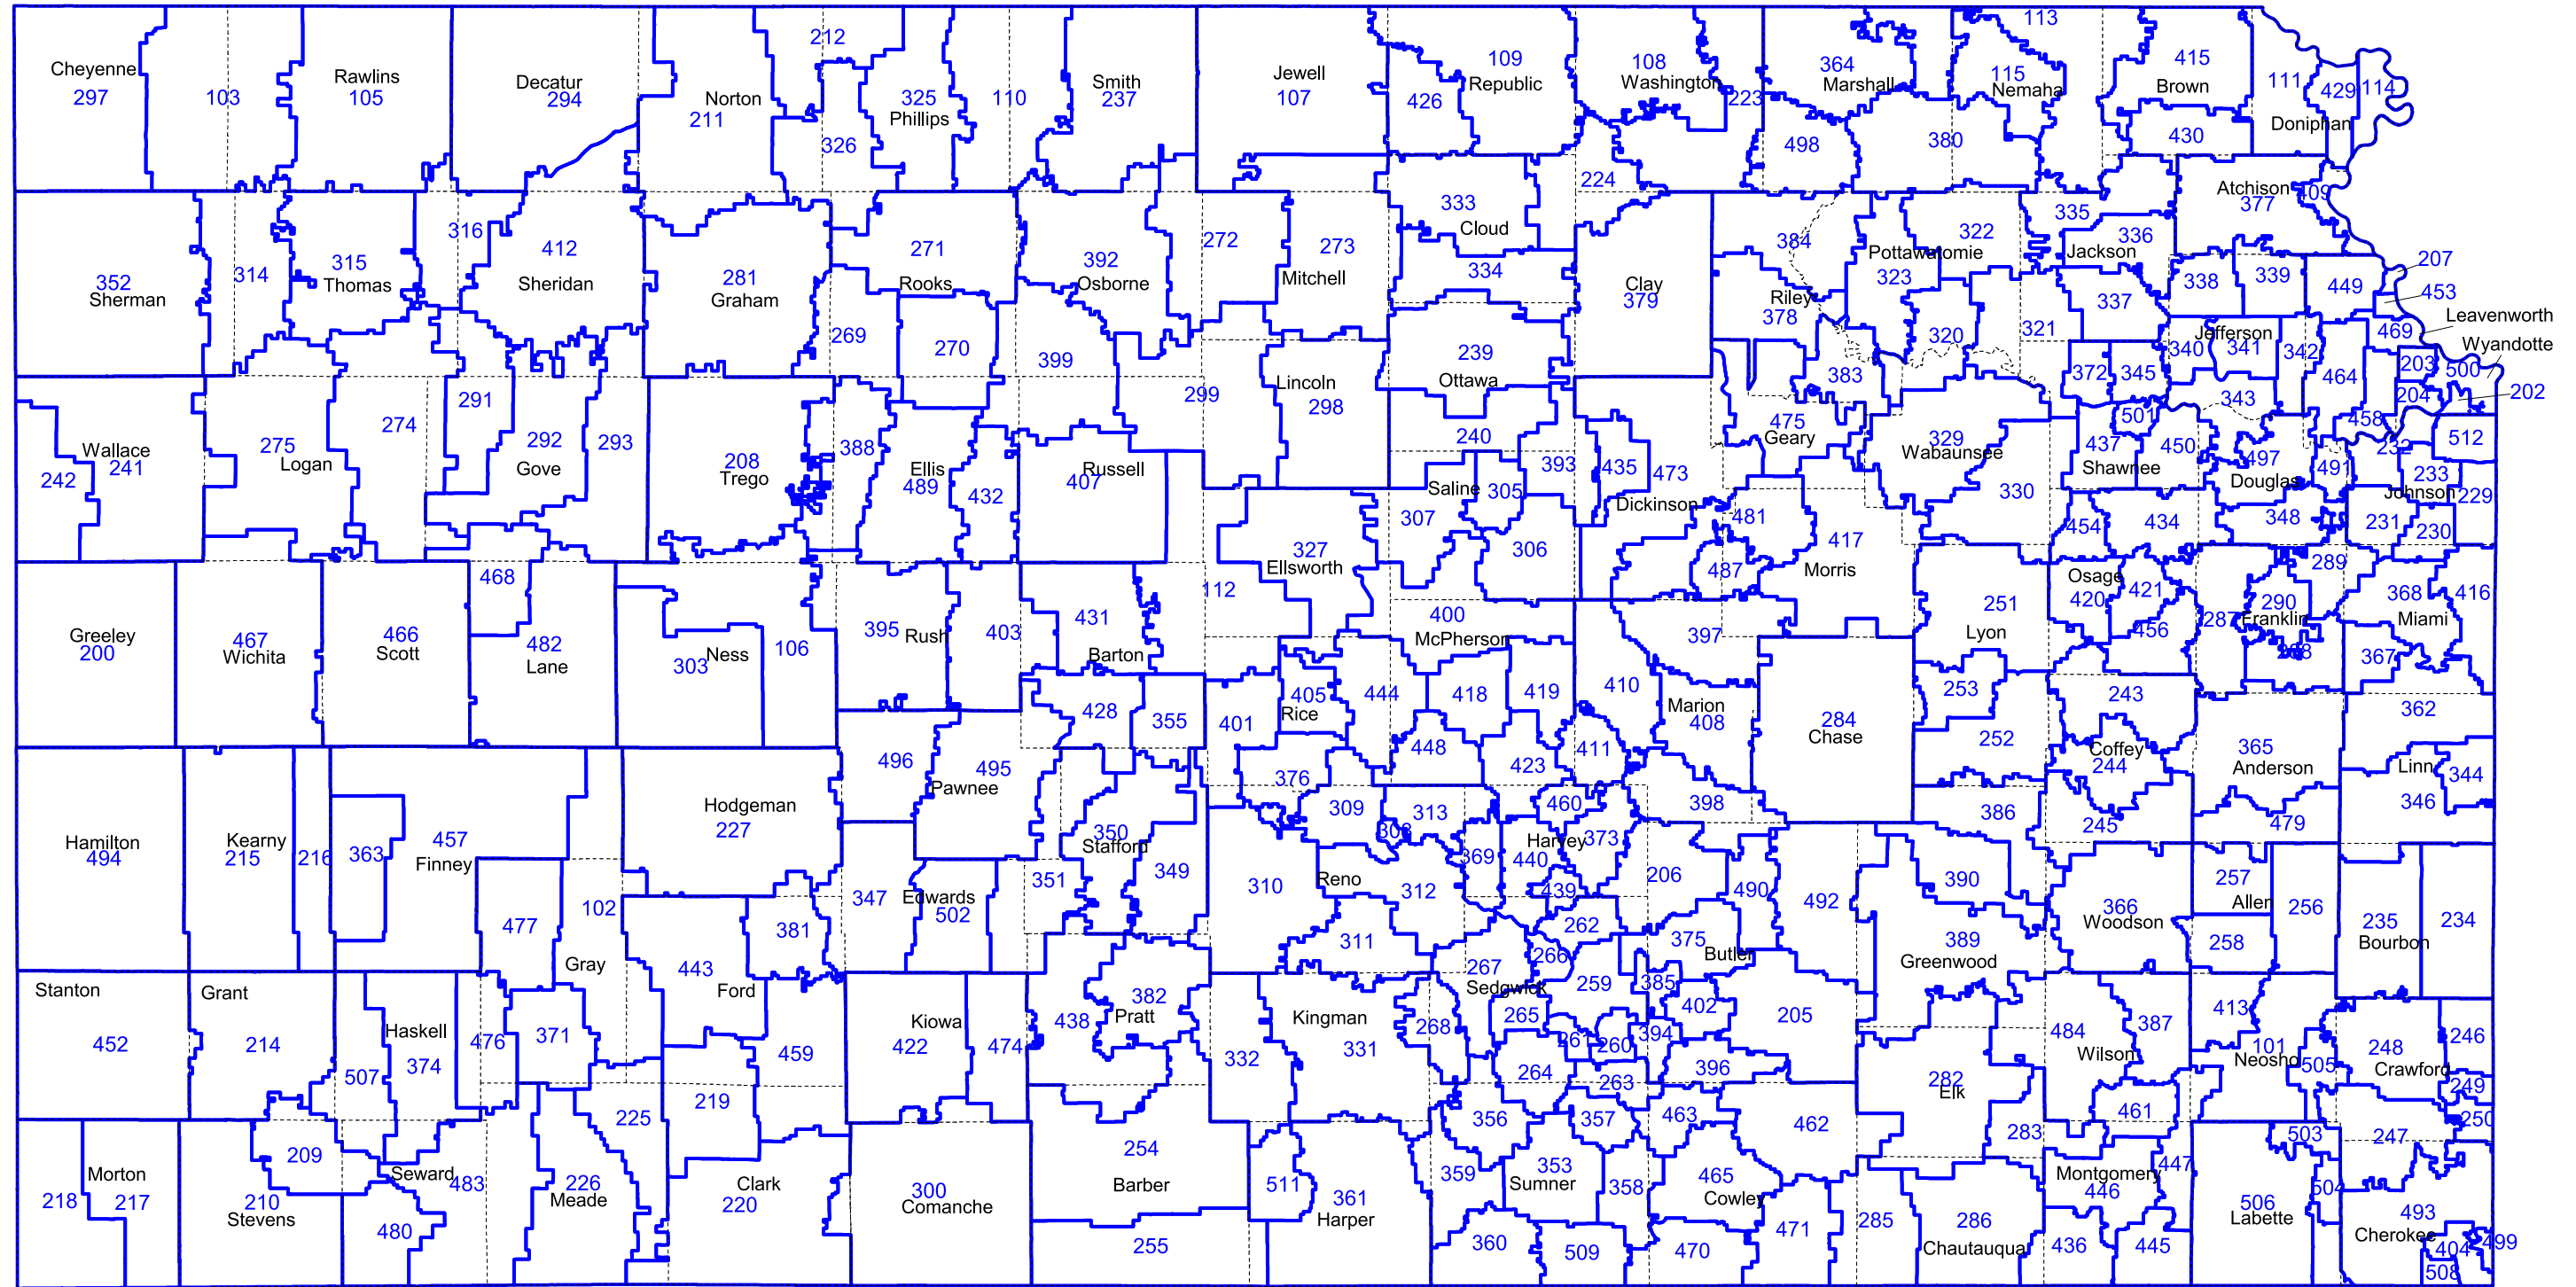 113
212
Cheyenne 297
103
Rawlins 105
Decatur 294
Norton 211
326
325 Phillips
110
Smith 237
Jewell 107
426
109 Republic
108 Washington
223
224
364 Marshall
498
380
115 Nemaha
415 Brown
430
111
429
114
Doniphan
352 Sherman
314
315 Thomas
316
412 Sheridan
281 Graham
269
271 Rooks
270
392 Osborne
399
272
273 Mitchell
333 Cloud
334
Clay 379
384
Riley 378
383
Pottawatomie 323
322
320
321
335
336 Jackson
337
Atchison 377
409
338
339
449
207
453
Leavenworth
Wyandotte
469
Jefferson
340
341
342
343
464
203
500
204
202
458
Wallace 241
242
275 Logan
274
291
292 Gove
293
208 Trego
388
Ellis 489
432
Russell 407
299
Lincoln 298
239 Ottawa
240
Saline 305
307
306
393
435
473
Dickinson
475 Geary
481
487
417 Morris
329 Wabaunsee
330
372
345
501
437
450
Shawnee
454
434
497
Douglas
491
348
232
512
233
Johnson 229
231
230
Greeley 200
467 Wichita
466 Scott
468
482 Lane
303
Ness
106
395 Rush
403
431
Barton
428
355
112
327 Ellsworth
400 McPherson
405 Rice
401
376
444
418
419
448
423
397
410
Marion 408
411
398
284 Chase
251
Lyon
253
252
386
Osage 420
421
456
287
290 Franklin
288
289
368
416
Miami
367
243
Coffey 244
245
365 Anderson
479
362
Linn 344
346
Hamilton 494
Kearny 215
216
363
457 Finney
477
102
Gray
Hodgeman 227
381
443
Ford
496
495 Pawnee
347
Edwards 502
351
350 Stafford
349
310
309
308
313
Reno
312
311
369
460
Harvey 373
440
439
206
490
492
375
Butler
390
389 Greenwood
366 Woodson
257
Allen 256
258
235 Bourbon
234
Stanton 452
Grant 214
507
Haskell 374
476
371
459
219
225
Kiowa 422
474
438
382 Pratt
332
Kingman 331
268
267
Sedgwick
266
262
259
265
261
260
264
263
385
402
394
396
205
282 Elk
283
484
387
Wilson
461
413
101 Neosho
505
248 Crawford
246
249
250
247
Morton 217
218
209
210 Stevens
Seward 483
480
226 Meade
Clark 220
300 Comanche
254
Barber
255
511
361 Harper
356
357
353 Sumner
359
358
360
509
463
462
465 Cowley
470
471
285
286 Chautauqua
Montgomery 446
447
436
445
503
504
506 Labette
493 Cherokee
404
499
508